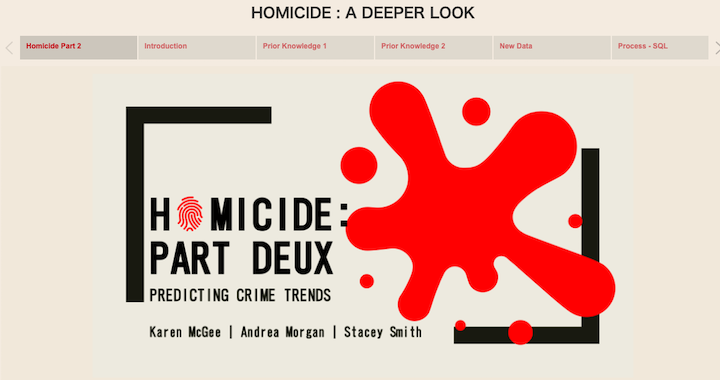 HOMICIDE : A DEEPER LOOK
Homicide Part 2
Introduction
Prior Knowledge 1
Prior Knowledge 2
New Data
Process - SQL
HOMICIDE:
PART DEUX
PREDICTING CRIME TRENDS
Karen McGee | Andrea Morgan | Stacey Smith